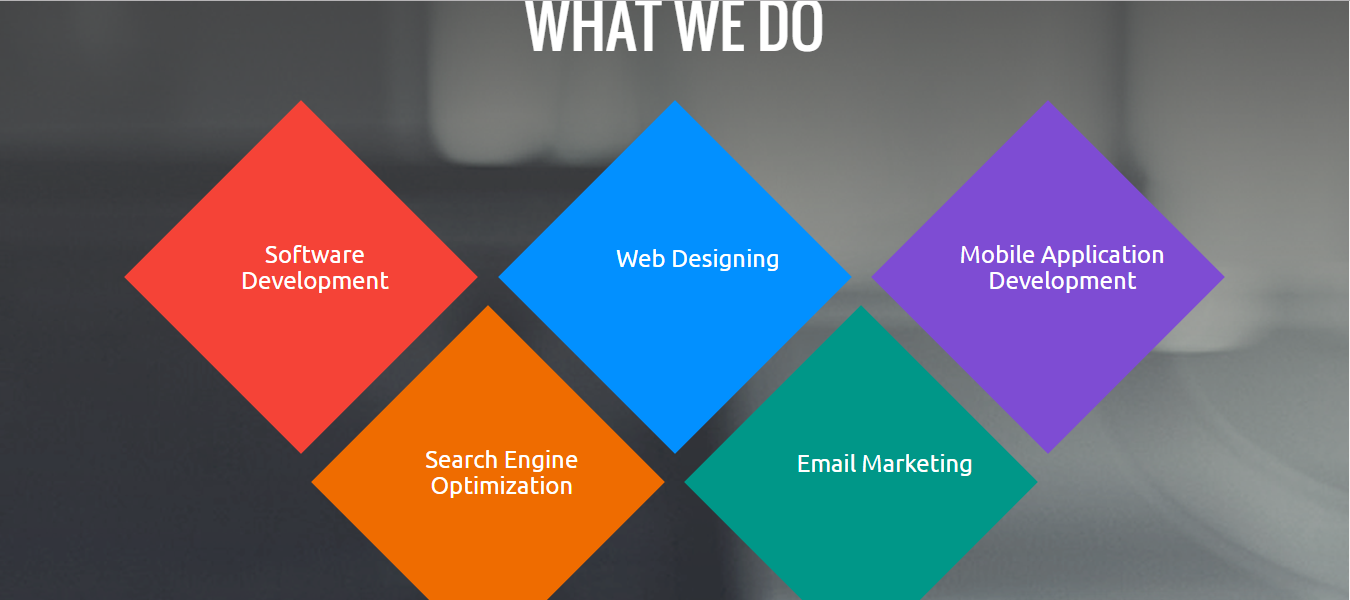 WHAT WE DO
Software
Development
Web Designing
Mobile Application
Development
Search Engine
Optimization
Email Marketing